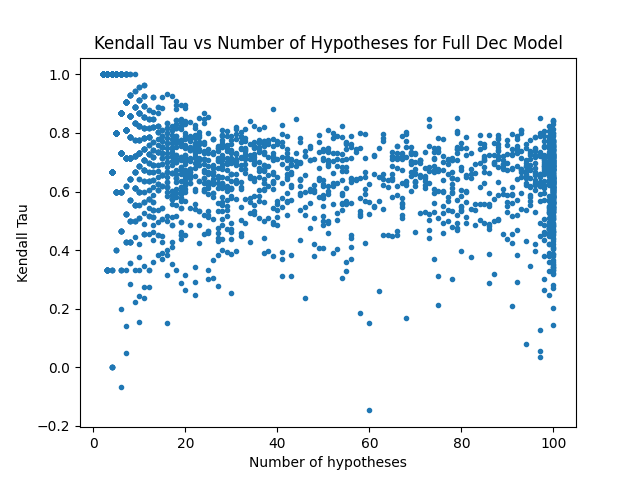 Kendall Tau vs Number of Hypotheses for Full Dec Model
1.0
0.8
0.6
0.4
0.2
0.0
−0.2
Kendall Tau
0 20 40 60 80 100
Number of hypotheses